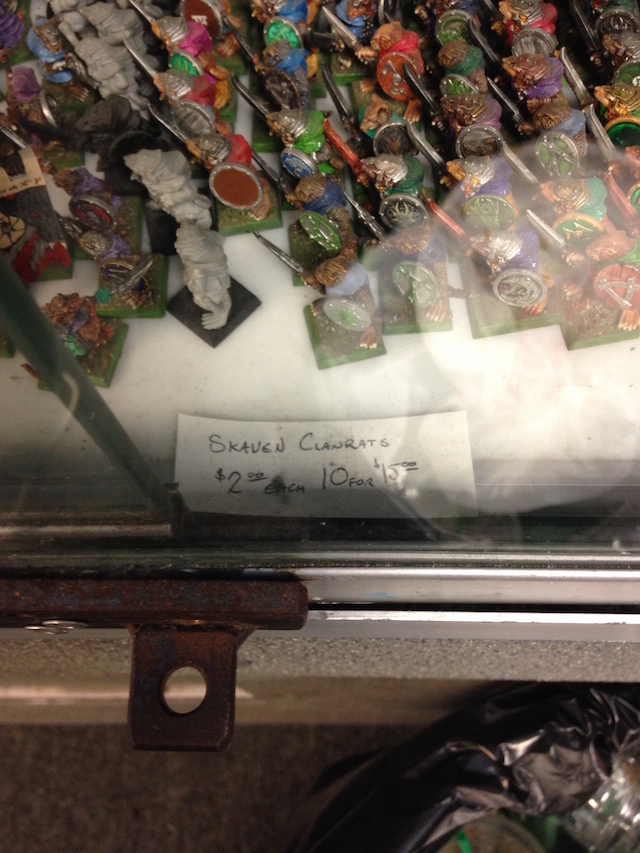 SKAVEN CLANRATS
$2.00 EACH 10 FOR $15.00